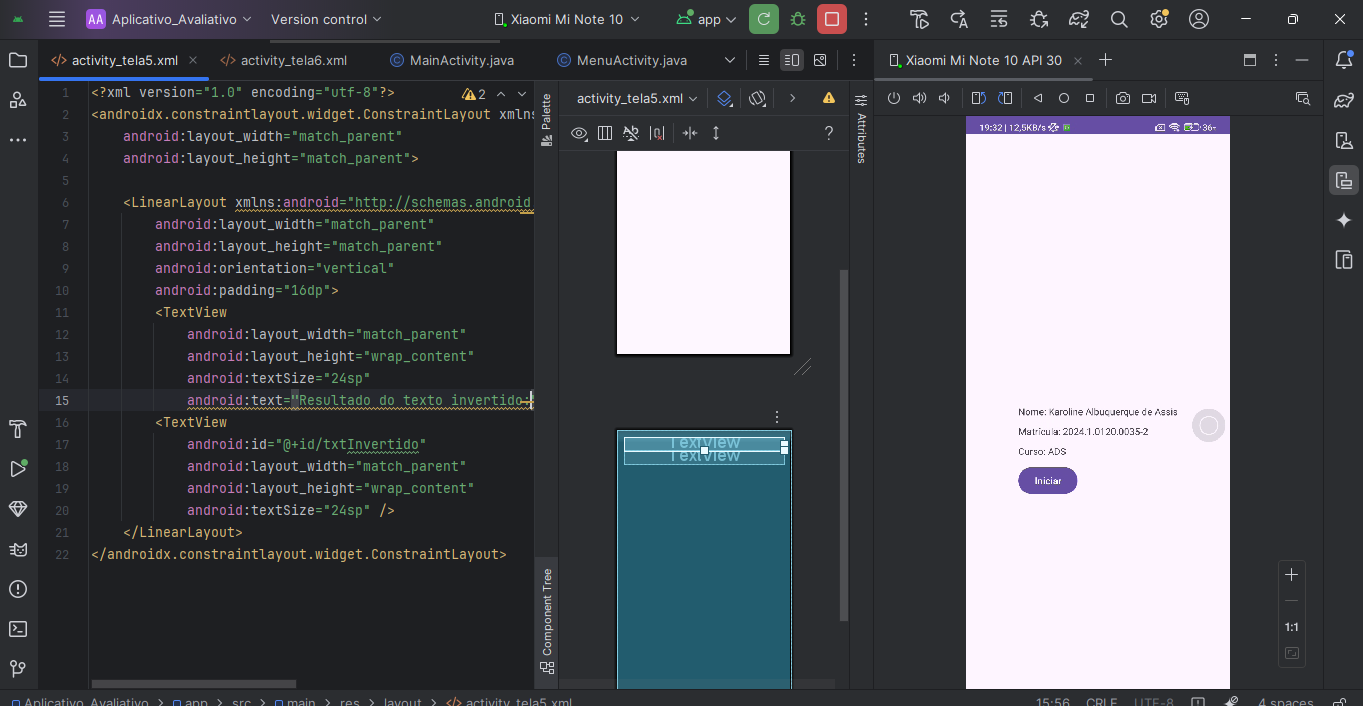 AA Aplicativo_Avaliativo Version control Xiaomi Mi Note 10 app
activity_tela5.xml activity_tela6.xml MainActivity.java MenuActivity.java
Xiaomi Mi Note 10 API 30
1 <?xml version="1.0" encoding="utf-8"?>
2
2 <androidx.constraintlayout.widget.ConstraintLayout xmlns
3 android:layout_width="match_parent"
4 android:layout_height="match_parent">
5
6 <LinearLayout xmlns:android="http://schemas.android
7 android:layout_width="match_parent"
8 android:layout_height="match_parent"
9 android:orientation="vertical"
10 android:padding="16dp">
11 <TextView
12 android:layout_width="match_parent"
13 android:layout_height="wrap_content"
14 android:textSize="24sp"
15 android:text="Resultado do texto invertido:"
16 <TextView
17 android:id="@+id/txtInvertido"
18 android:layout_width="match_parent"
19 android:layout_height="wrap_content"
20 android:textSize="24sp" />
21 </LinearLayout>
22 </androidx.constraintlayout.widget.ConstraintLayout>
Palette
Component Tree
activity_tela5.xml
?
TextView
TextView
Attributes
19:32 | 12,5KB/s
36
Nome: Karoline Albuquerque de Assis
Matrícula: 2024.1.0120.0035-2
Curso: ADS
Iniciar
1:1
Aplicativo_Avaliativo > app > src > main > res > layout > activity_tela5.xml
15:56 CRLF UTF-8 4 spaces